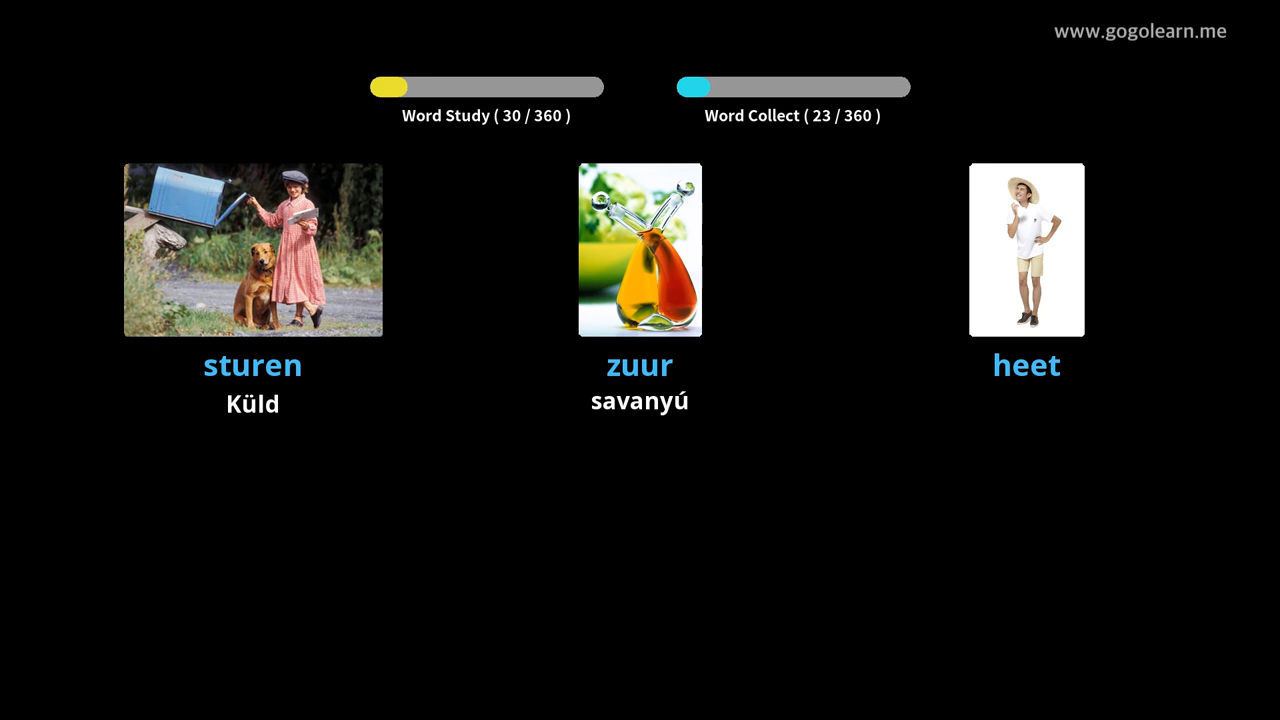 www.gogolearn.me
Word Study ( 30 / 360 )
Word Collect ( 23 / 360 )
sturen
Küld
zuur
savanyú
heet